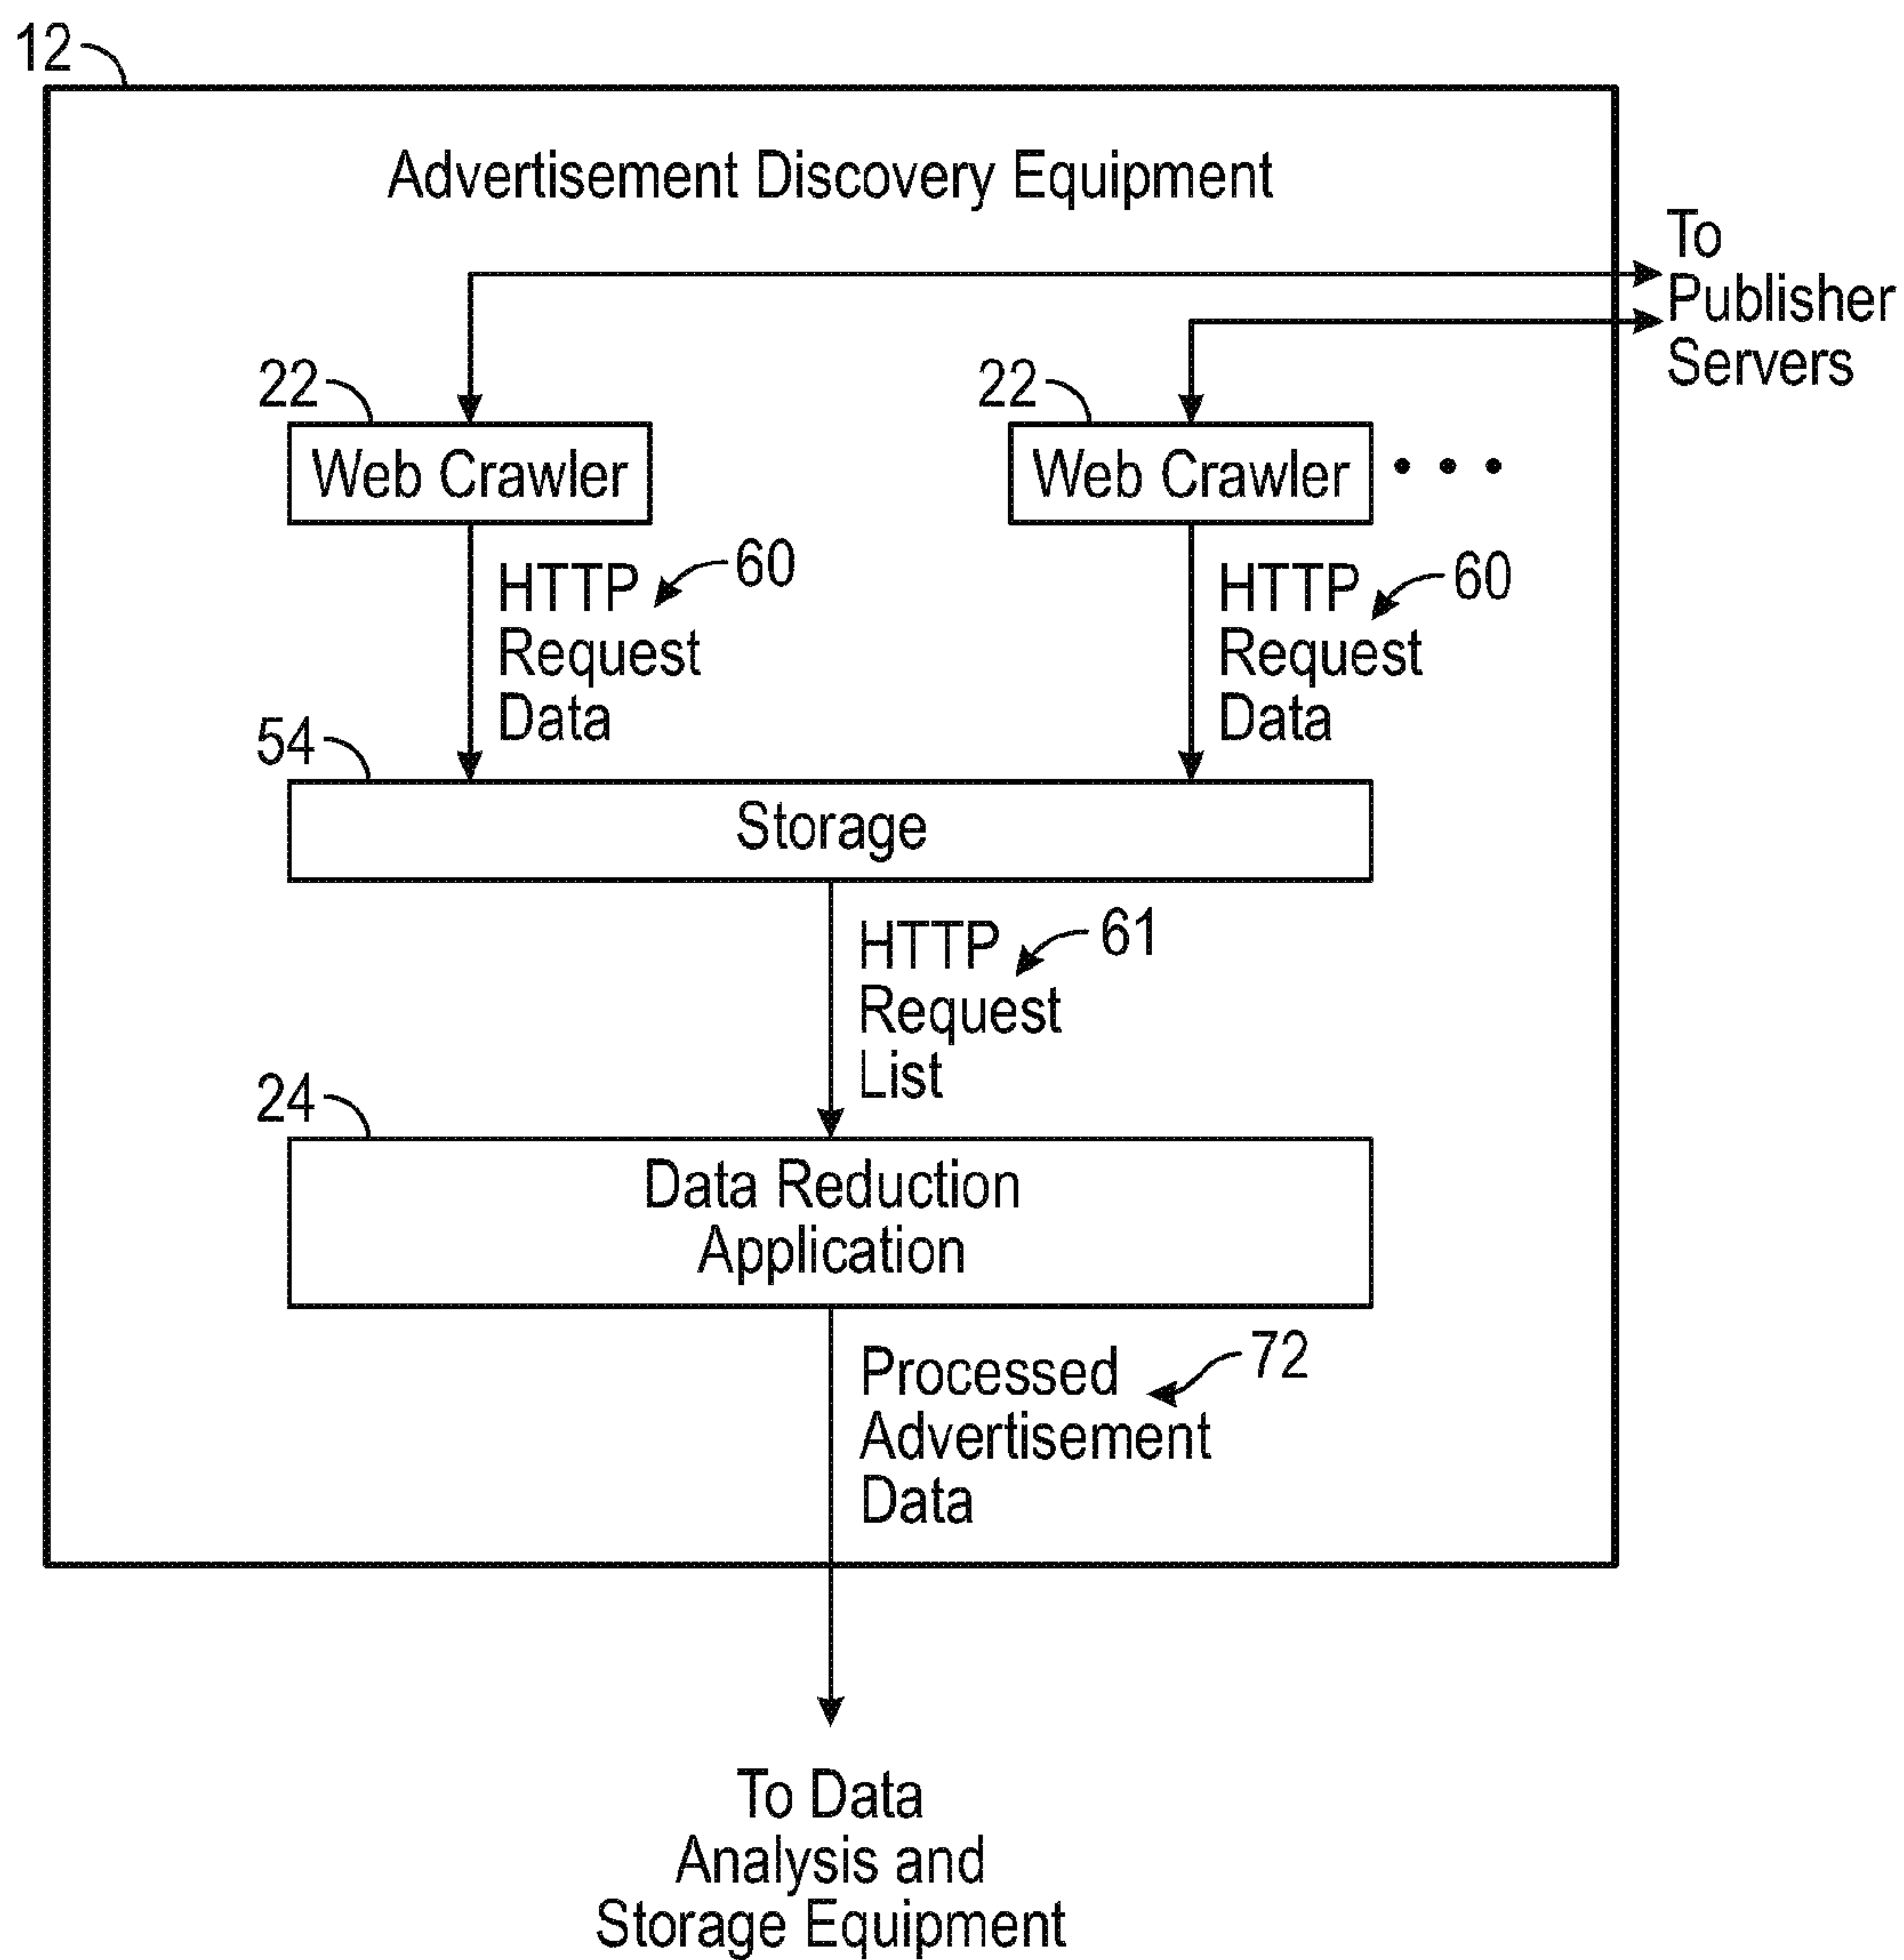 12
Advertisement Discovery Equipment
To
Publisher
Servers
22
Web Crawler
22
Web Crawler
HTTP
Request
Data
60
HTTP
Request
Data
60
54
Storage
HTTP
Request
List
61
24
Data Reduction
Application
Processed
Advertisement
Data
72
To Data
Analysis and
Storage Equipment